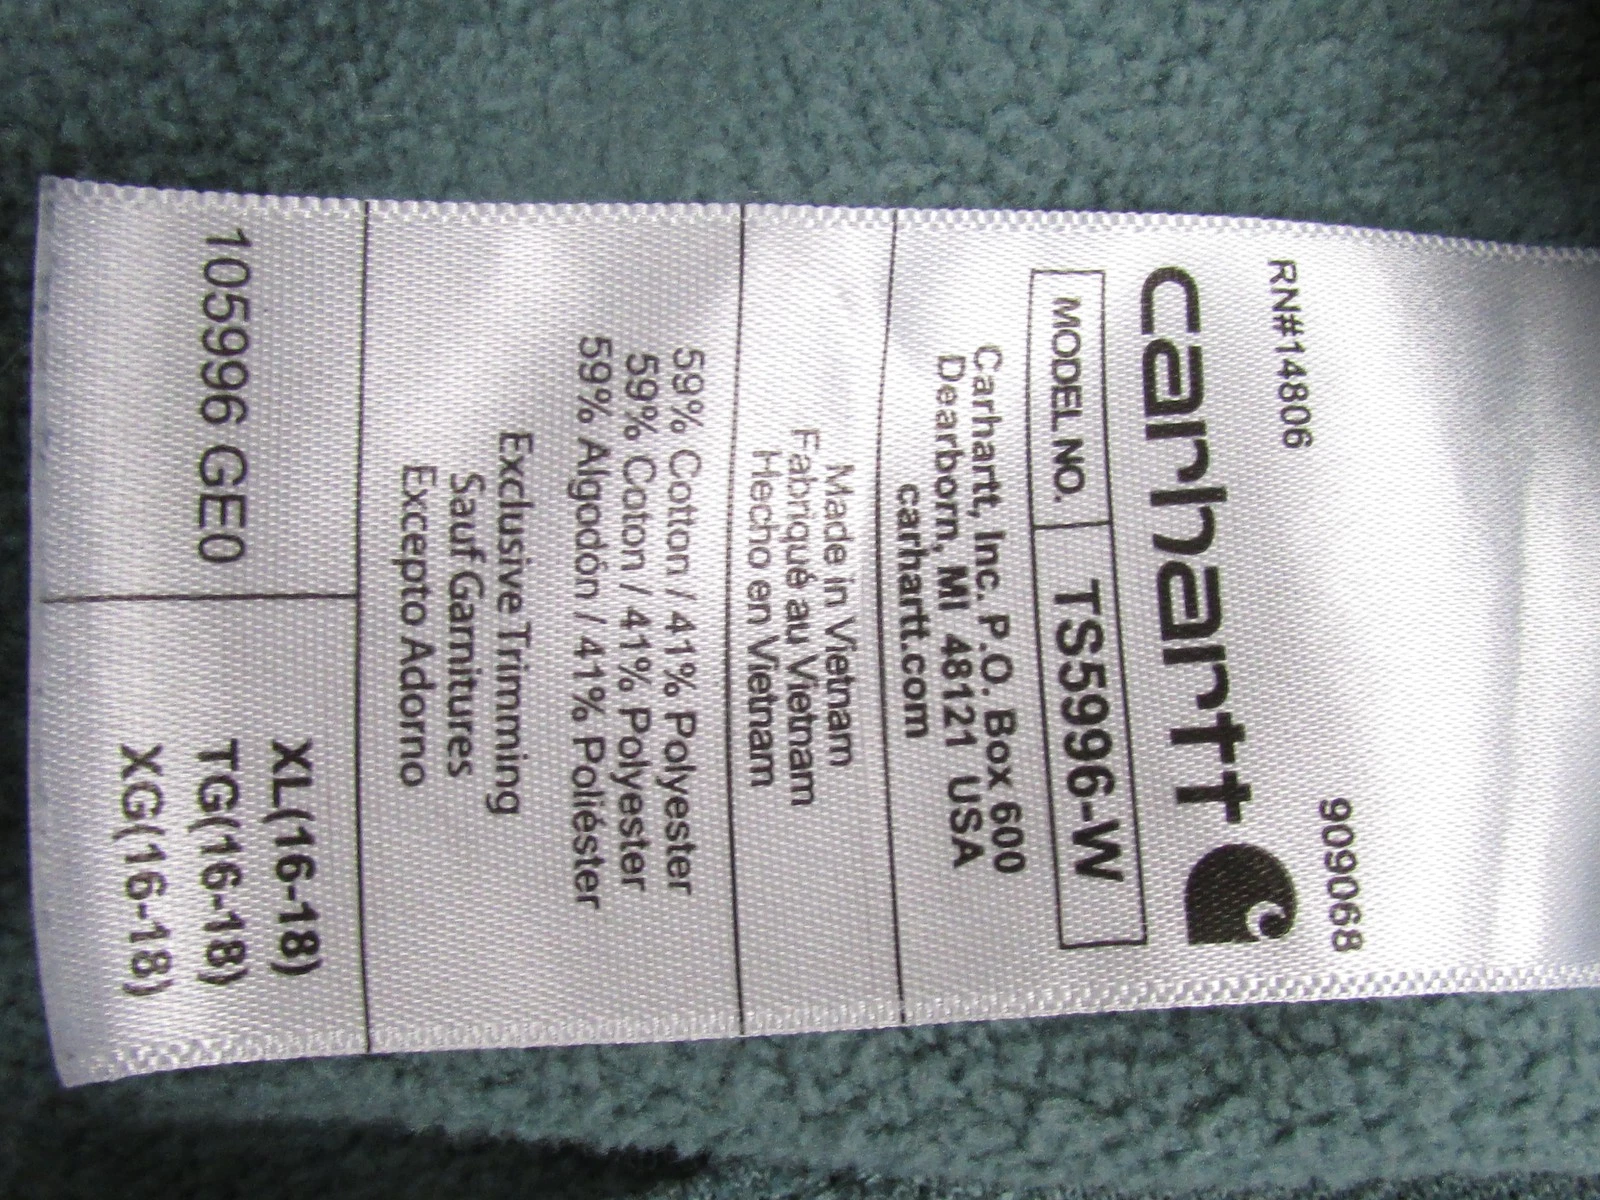 RN#14806 909068
carhartt
MODEL NO. TS5996-W
Carhartt, Inc. P.O. Box 600
Dearborn, MI 48121 USA
carhartt.com
Made in Vietnam
Fabriqué au Vietnam
Hecho en Vietnam
59% Cotton / 41% Polyester
59% Coton / 41% Polyester
59% Algodón / 41% Poliéster
Exclusive Trimming
Sauf Garnitures
Excepto Adorno
105996 GE0
XL(16-18)
TG(16-18)
XG(16-18)